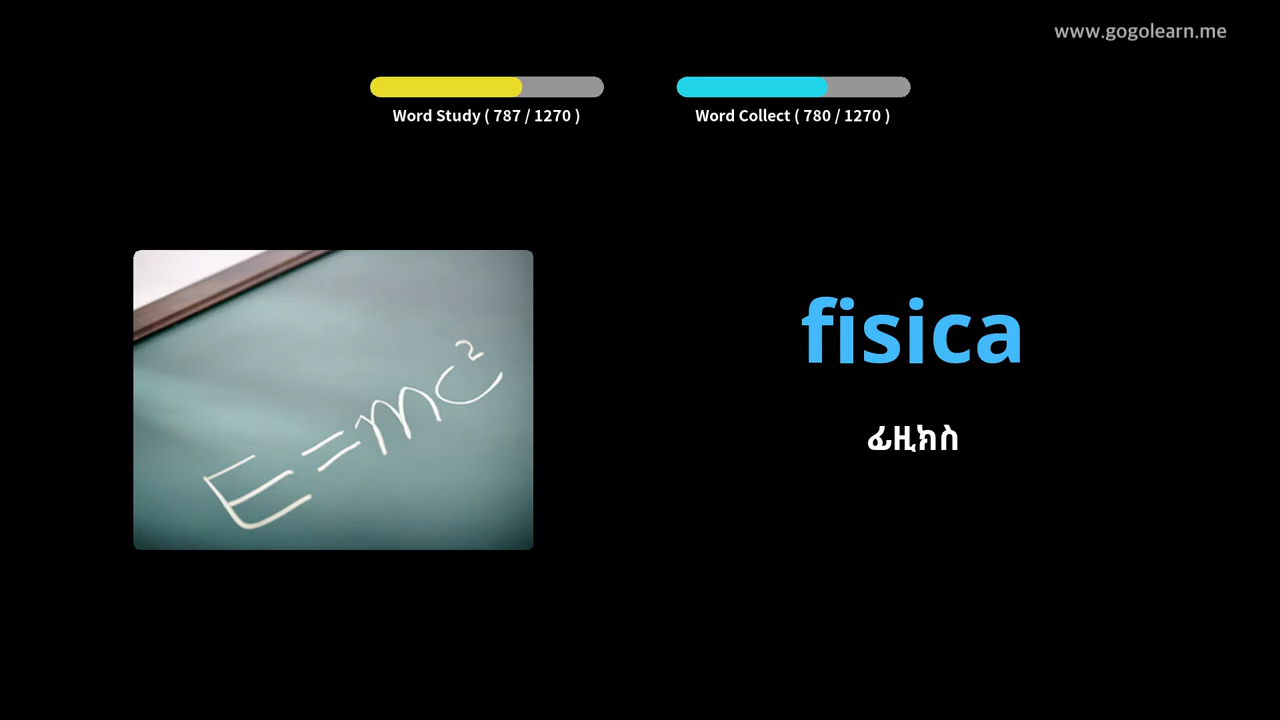 www.gogolearn.me
Word Study ( 787 / 1270 )
Word Collect ( 780 / 1270 )
E=mc²
fisica
ፊዚክስ